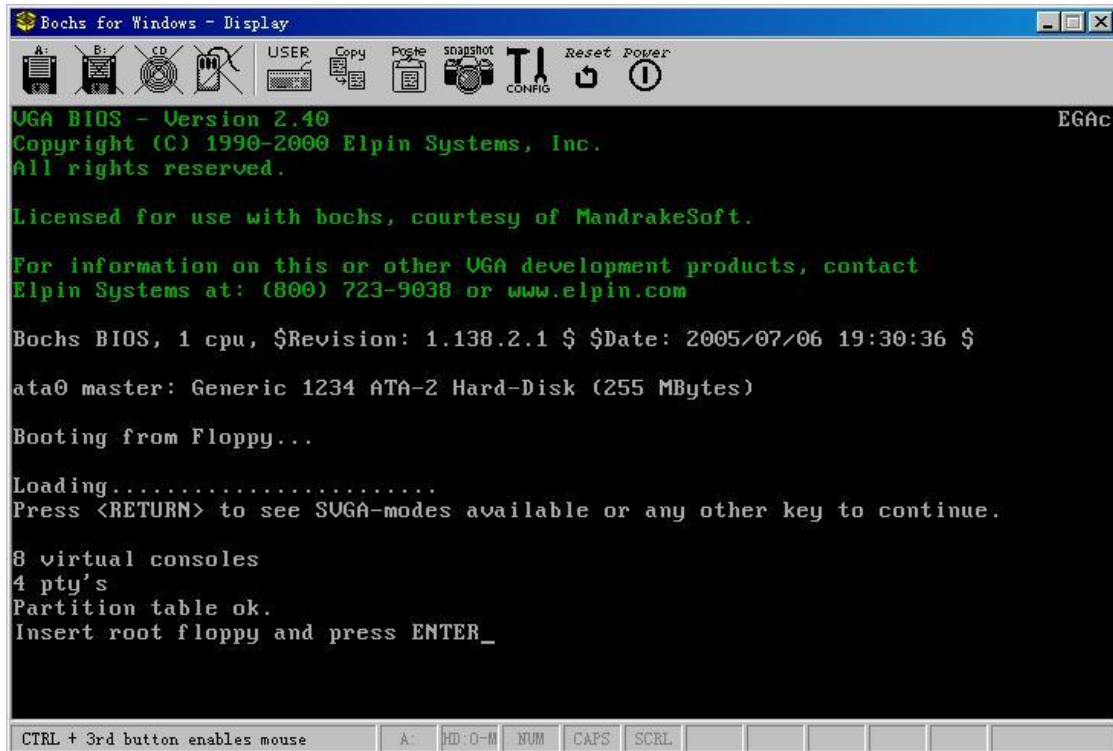 Bochs for Windows - Display
A:
B:
CD
USER
Copy
Poste
snapshot
CONFIG
Reset
Power
VGA BIOS - Version 2.40 EGAc
Copyright (C) 1990-2000 Elpin Systems, Inc.
All rights reserved.
Licensed for use with bochs, courtesy of MandrakeSoft.
For information on this or other VGA development products, contact
Elpin Systems at: (800) 723-9038 or www.elpin.com
Bochs BIOS, 1 cpu, $Revision: 1.138.2.1 $ $Date: 2005/07/06 19:30:36 $
ata0 master: Generic 1234 ATA-2 Hard-Disk (255 MBytes)
Booting from Floppy...
Loading........................
Press <RETURN> to see SVGA-modes available or any other key to continue.
8 virtual consoles
4 pty's
Partition table ok.
Insert root floppy and press ENTER_
CTRL + 3rd button enables mouse
A:
HD:0-M
NUM
CAPS
SCRL